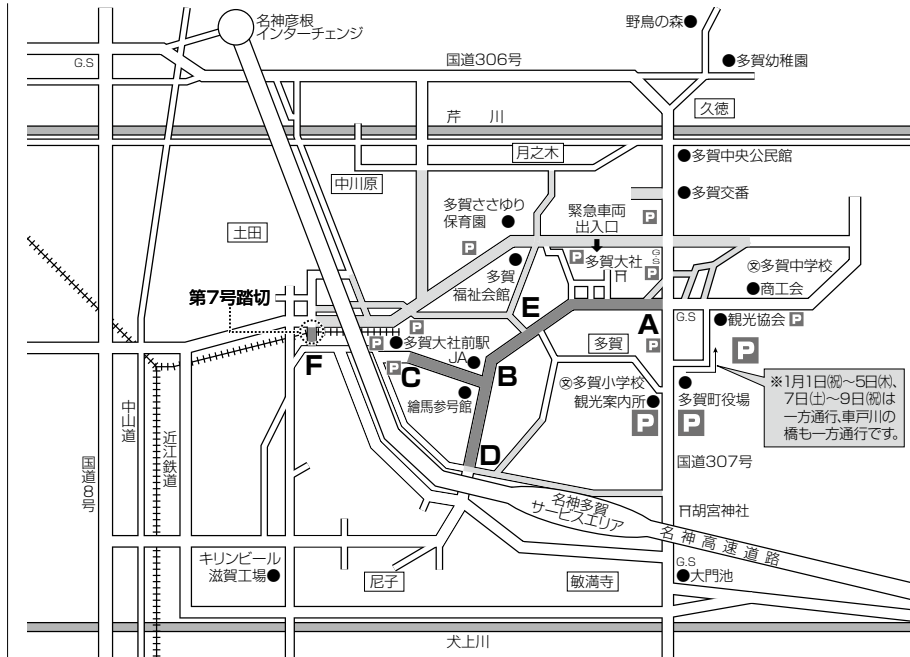 名神彦根
インターチェンジ
野鳥の森
多賀幼稚園
G.S
国道306号
久徳
芹 川
月之木
多賀中央公民館
中川原
多賀交番
多賀ささゆり
保育園
緊急車両
出入口
P
P
土田
P
G.S
P
多賀大社
P
多賀中学校
文
多賀
福祉会館
商工会
第7号踏切
E
A
G.S
観光協会 P
P
多賀大社前駅
P
多賀
P
P
JA
B
F
C
P
文多賀小学校
※1月1日(祝)〜5日(木)、
7日(土)〜9日(祝)は
一方通行、車戸川の
橋も一方通行です。
繪馬参号館
観光案内所
多賀町役場
P
P
中山道
近江鉄道
国道8号
D
国道307号
名神多賀
サービスエリア
胡宮神社
名神高速道路
キリンビール
滋賀工場
尼子
敏満寺
G.S
大門池
犬上川